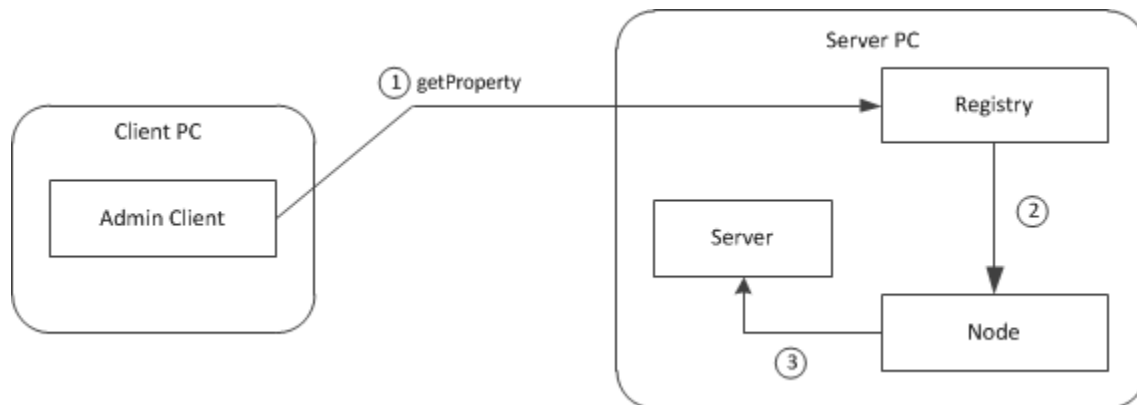 Server PC
① getProperty
Registry
Client PC
Admin Client
②
Server
Node
③